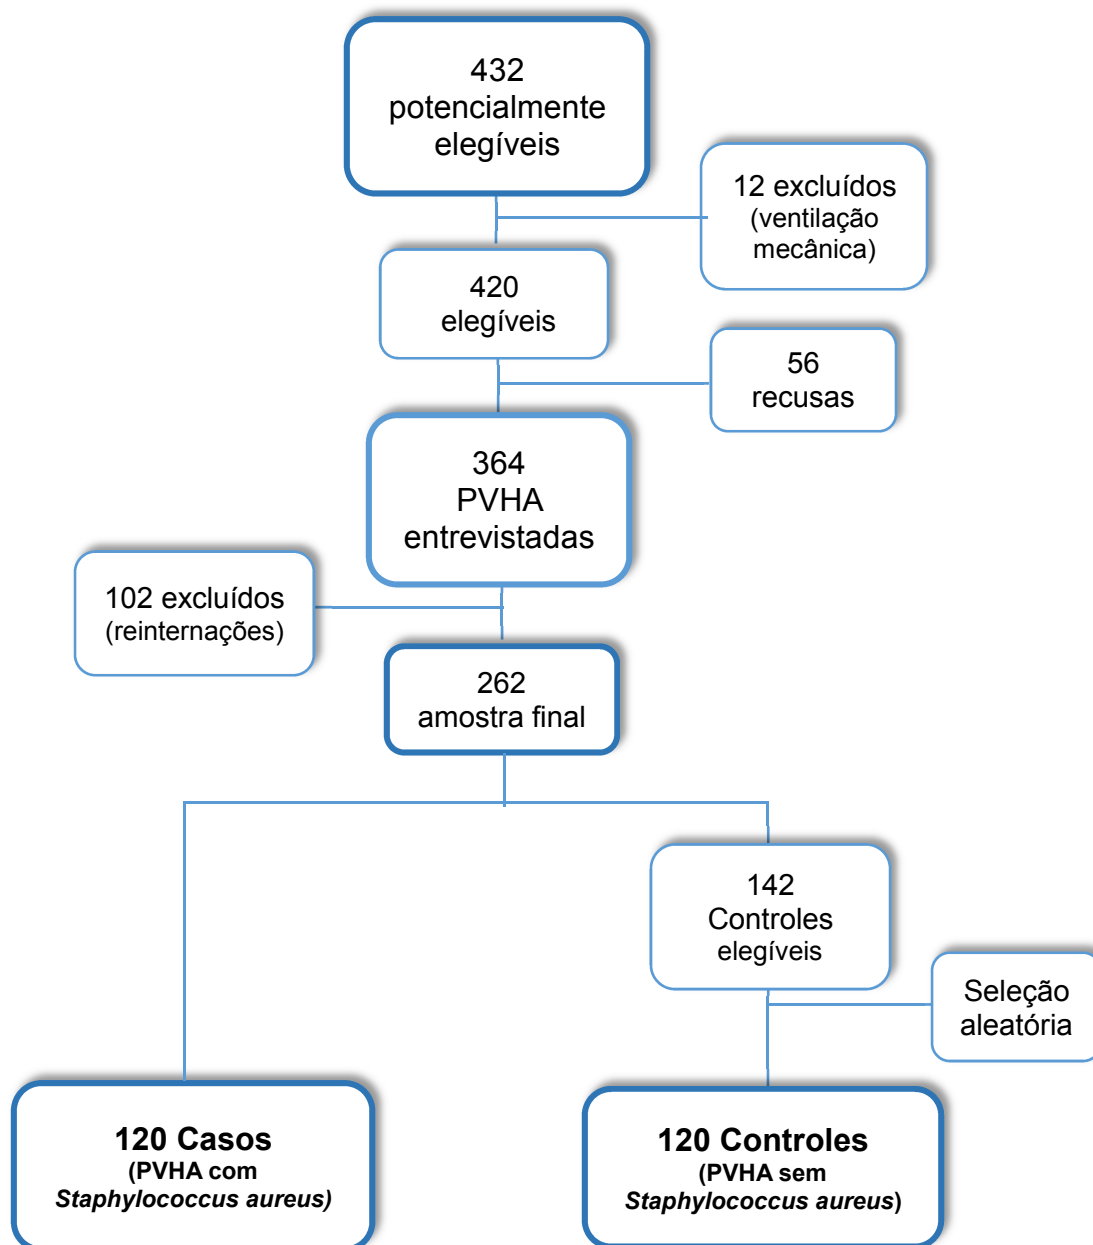 432
potencialmente
elegíveis
12 excluídos
(ventilação
mecânica)
420
elegíveis
56
recusas
364
PVHA
entrevistadas
102 excluídos
(reinternações)
262
amostra final
142
Controles
elegíveis
Seleção
aleatória
120 Casos
(PVHA com
Staphylococcus aureus)
120 Controles
(PVHA sem
Staphylococcus aureus)